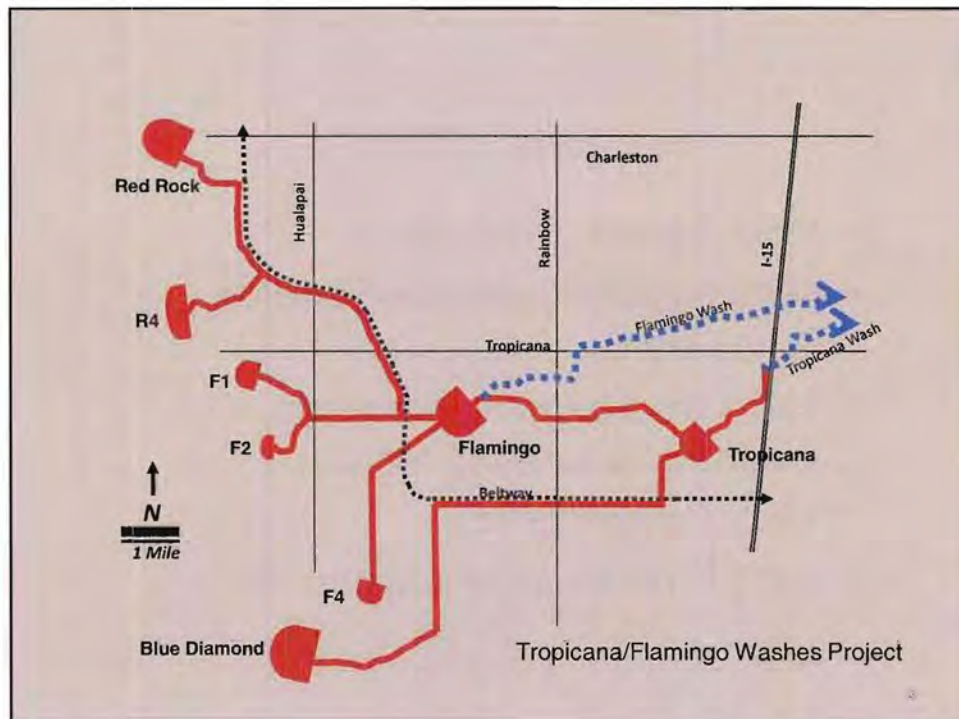 Charleston
Red Rock
Hualapai
Rainbow
I-15
R4
Flamingo Wash
Tropicana
Tropicana Wash
F1
F2
Flamingo
Tropicana
Beltway
N
1 Mile
F4
Blue Diamond
Tropicana/Flamingo Washes Project